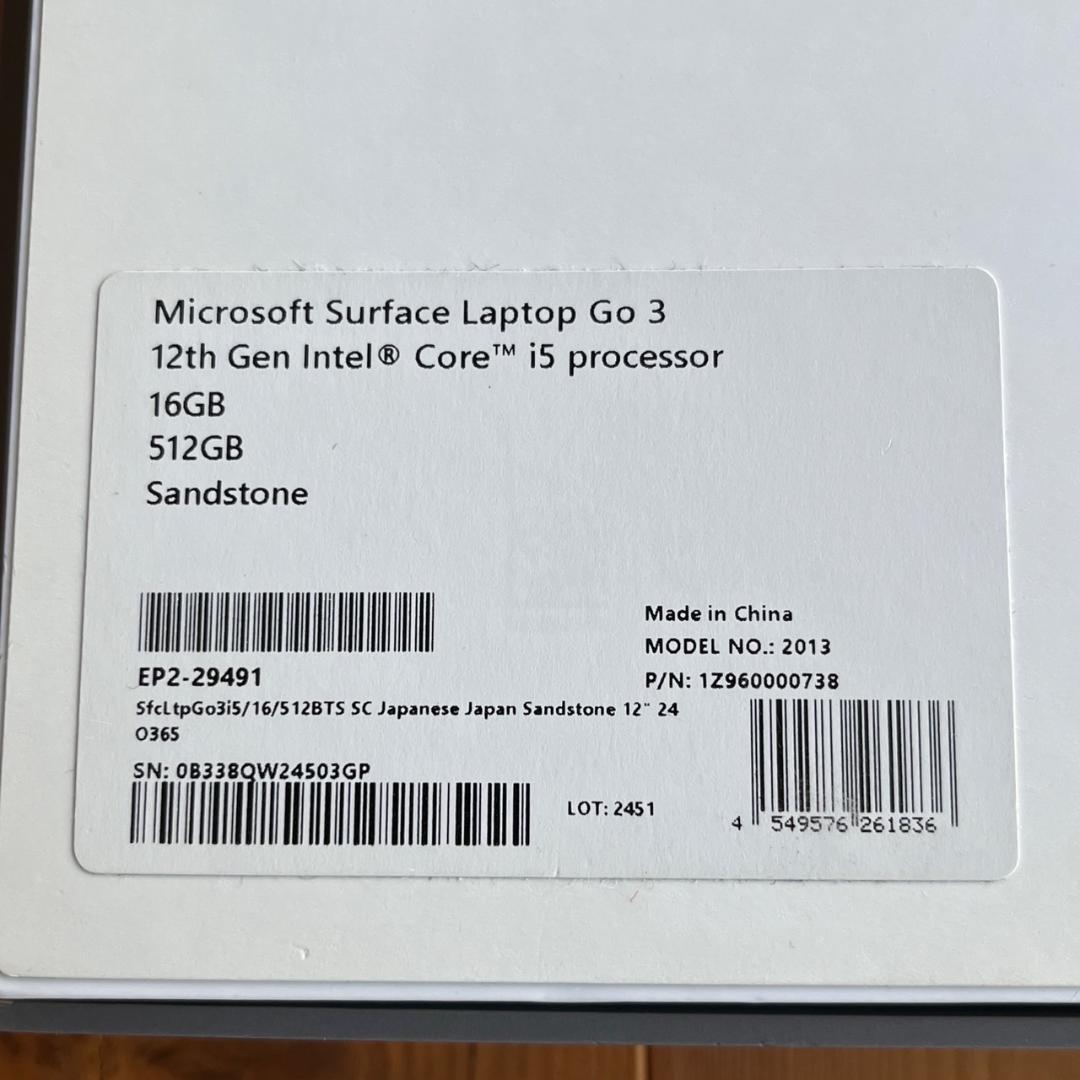 Microsoft Surface Laptop Go 3
12th Gen Intel® Core™ i5 processor
16GB
512GB
Sandstone
EP2-29491
SfcLtpGo3i5/16/512BTS SC Japanese Japan Sandstone 12" 24
O365
SN: 0B338QW24503GP
LOT: 2451
Made in China
MODEL NO.: 2013
P/N: 1Z960000738
4 549576 261836